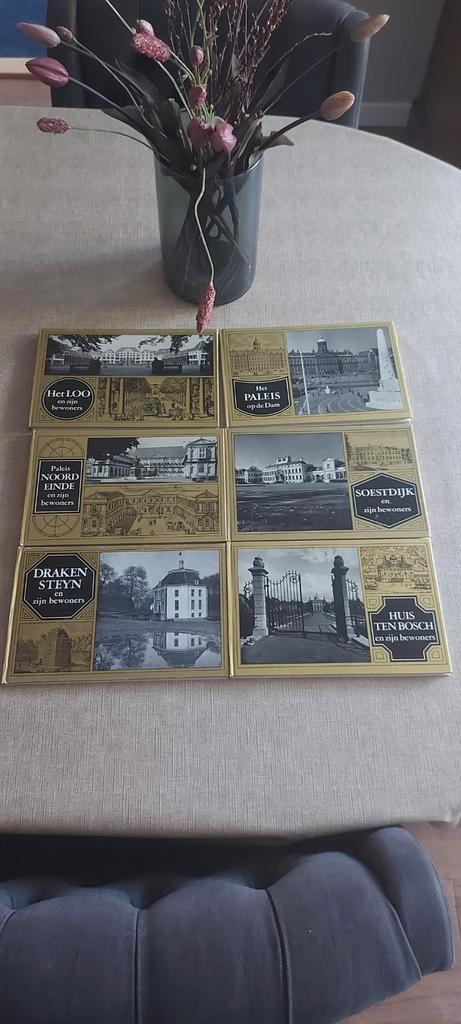 Het LOO
en zijn
bewoners
Het
PALEIS
op de Dam
Paleis
NOORD
EINDE
en zijn
bewoners
SOESTDIJK
en zijn bewoners
DRAKEN
STEYN
en
zijn bewoners
HUIS
TEN BOSCH
en zijn bewoners